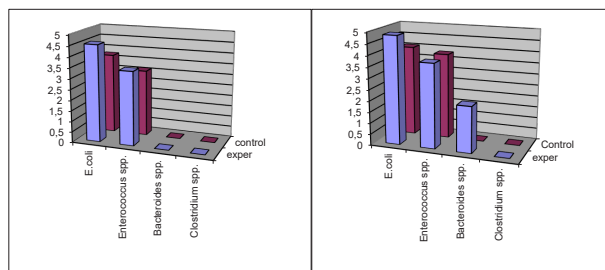 5
4,5
4
3,5
3
2,5
2
1,5
1
0,5
0
control
exper
E.coli
Enterococcus spp.
Bacteroides spp.
Clostridium spp.
5
4,5
4
3,5
3
2,5
2
1,5
1
0,5
0
Control
exper
E.coli
Enterococcus spp.
Bacteroides spp.
Clostridium spp.